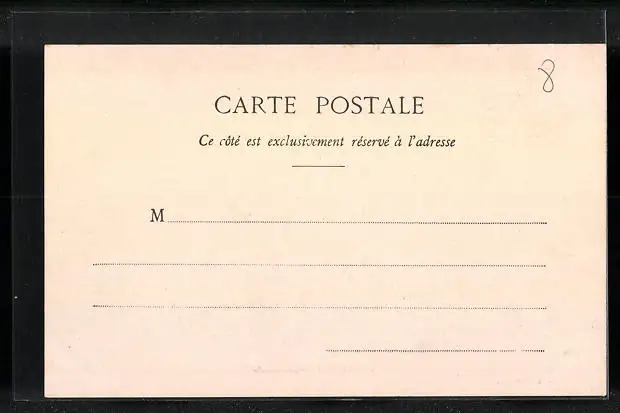 8
CARTE POSTALE
Ce côté est exclusivement réservé à l'adresse
M